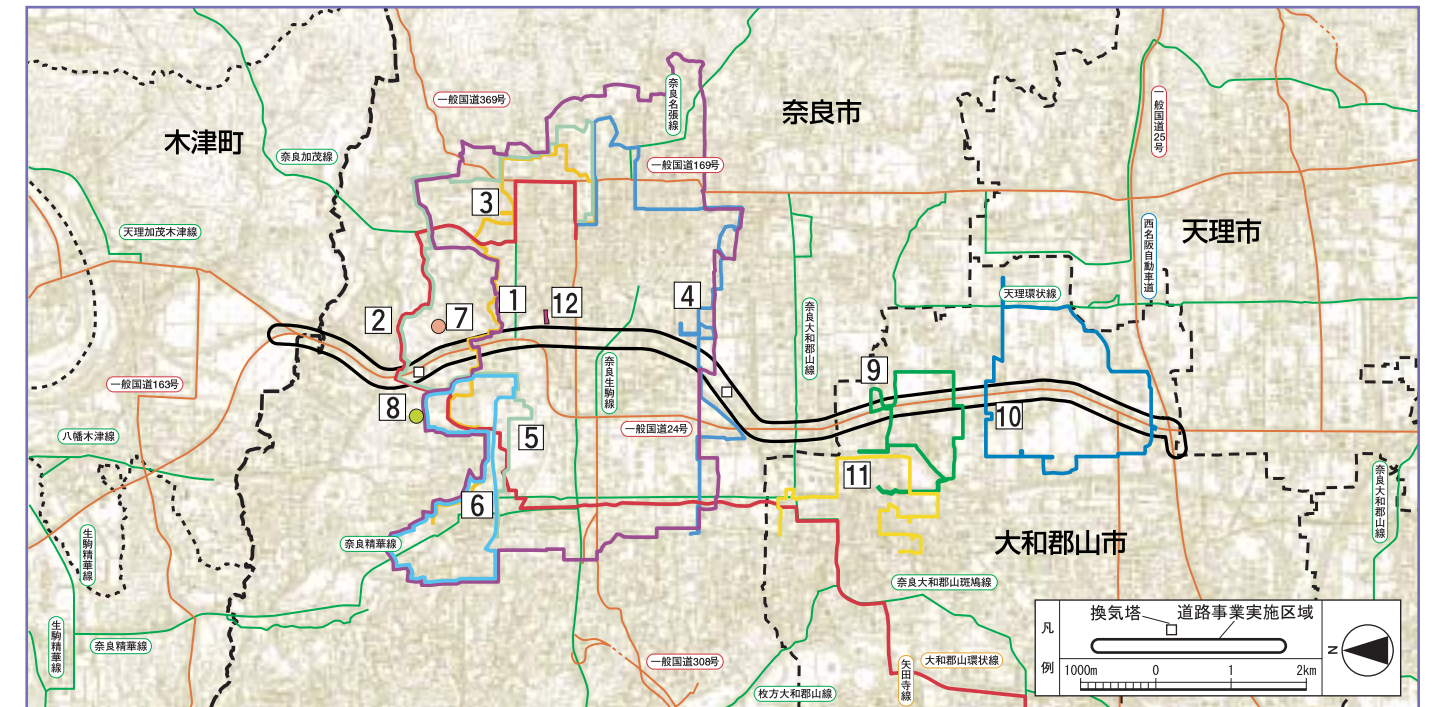 木津町
奈良市
天理市
大和郡山市
一般国道369号
奈良名張線
一般国道25号
奈良加茂線
一般国道169号
天理加茂木津線
西名阪自動車道
天理環状線
奈良大和郡山線
一般国道163号
奈良生駒線
一般国道24号
八幡木津線
生駒精華線
奈良精華線
奈良大和郡山線
生駒精華線
奈良精華線
奈良大和郡山斑鳩線
一般国道308号
枚方大和郡山線
矢田寺線
大和郡山環状線
3
1
12
4
2
7
8
5
6
9
10
11
凡例
換気塔
道路事業実施区域
1000m 0 1 2km
N